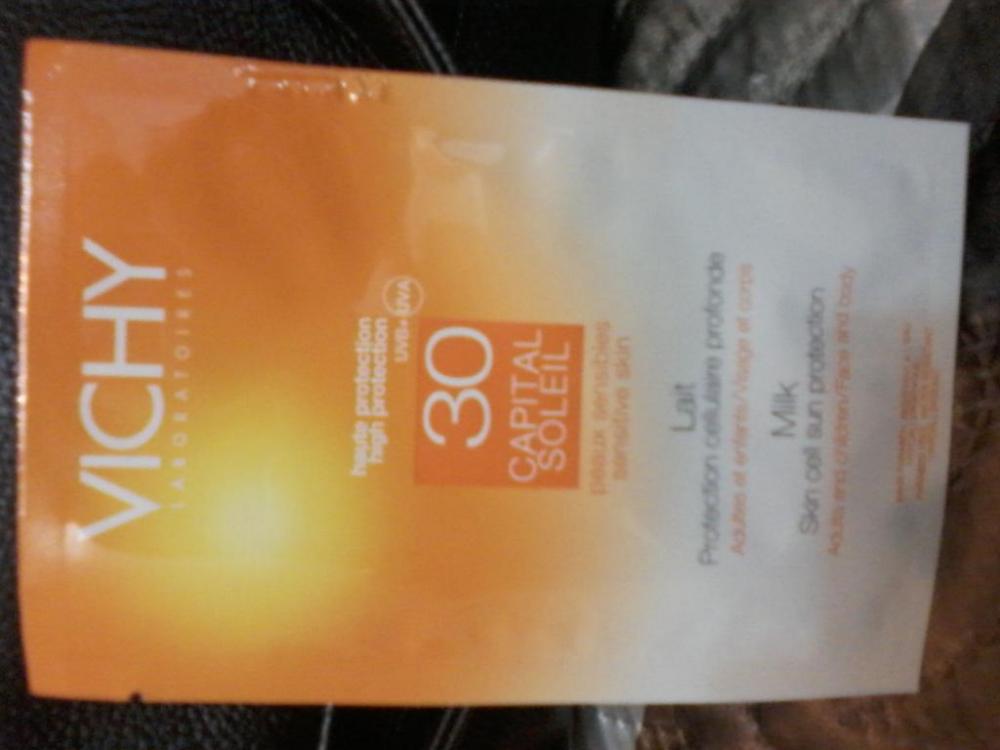 VICHY
LABORATOIRES
haute protection
high protection
UVB+UVA
30
CAPITAL
SOLEIL
peaux sensibles
sensitive skin
Lait
Protection cellulaire profonde
Adultes et enfants/Visage et corps
Milk
Skin cell sun protection
Adults and children/Face and body